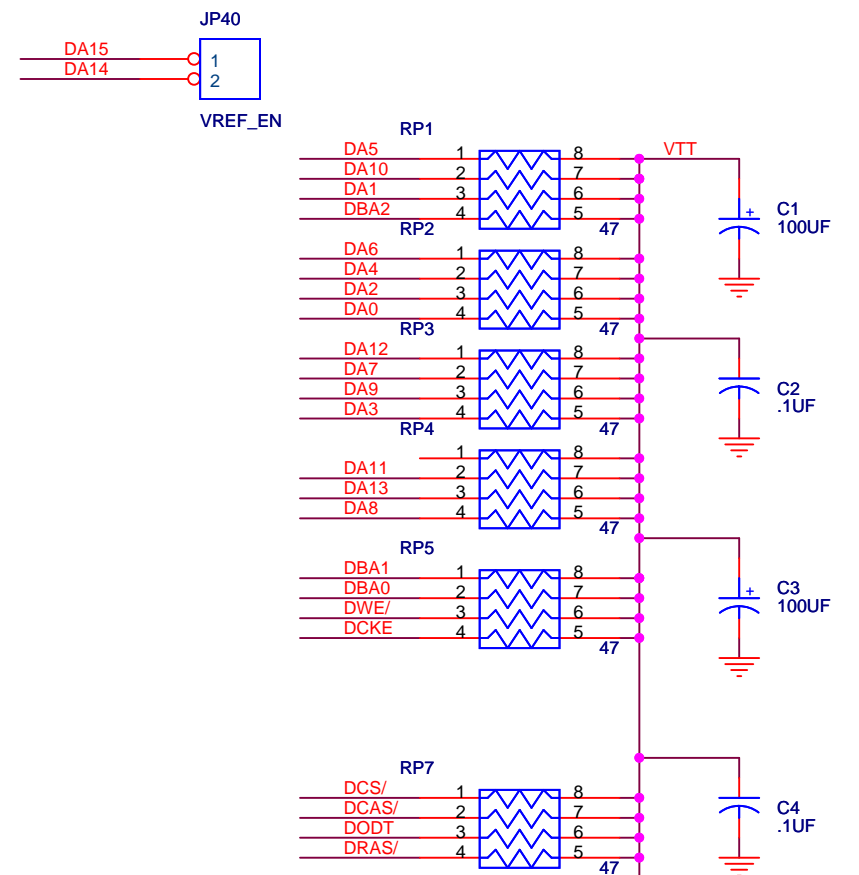 JP40
DA15 1
DA14 2
VREF_EN
RP1
DA5 1 8 VTT
DA10 2 7
DA1 3 6
DBA2 4 5
C1
+
100UF
RP2 47
DA6 1 8
DA4 2 7
DA2 3 6
DA0 4 5
RP3 47
DA12 1 8
DA7 2 7
DA9 3 6
DA3 4 5
C2
.1UF
RP4 47
1 8
DA11 2 7
DA13 3 6
DA8 4 5
47
RP5
DBA1 1 8
DBA0 2 7
DWE/ 3 6
DCKE 4 5
C3
+
100UF
47
RP7
DCS/ 1 8
DCAS/ 2 7
DODT 3 6
DRAS/ 4 5
C4
.1UF
47